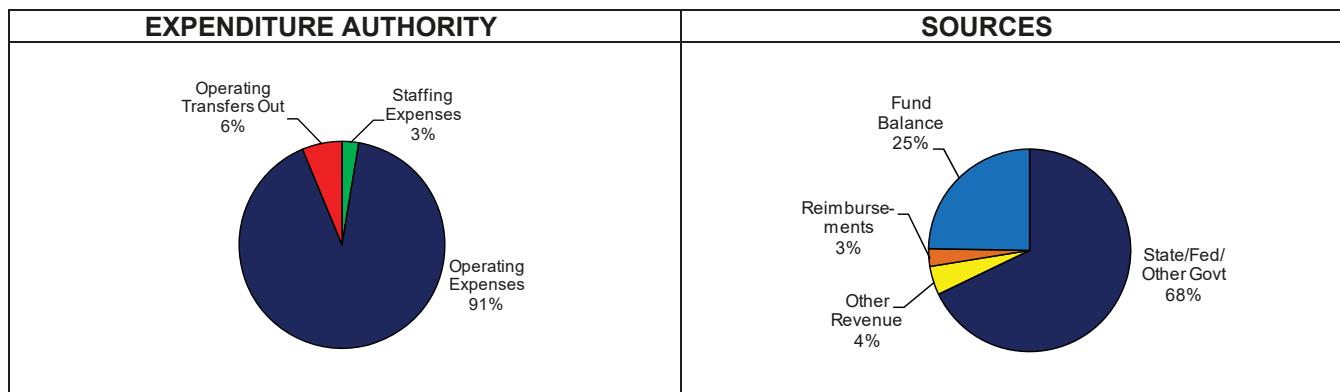 EXPENDITURE AUTHORITY
Operating
Transfers Out
6%
Staffing
Expenses
3%
Operating
Expenses
91%
SOURCES
Fund
Balance
25%
Reimburse-
ments
3%
Other
Revenue
4%
State/Fed/
Other Govt
68%